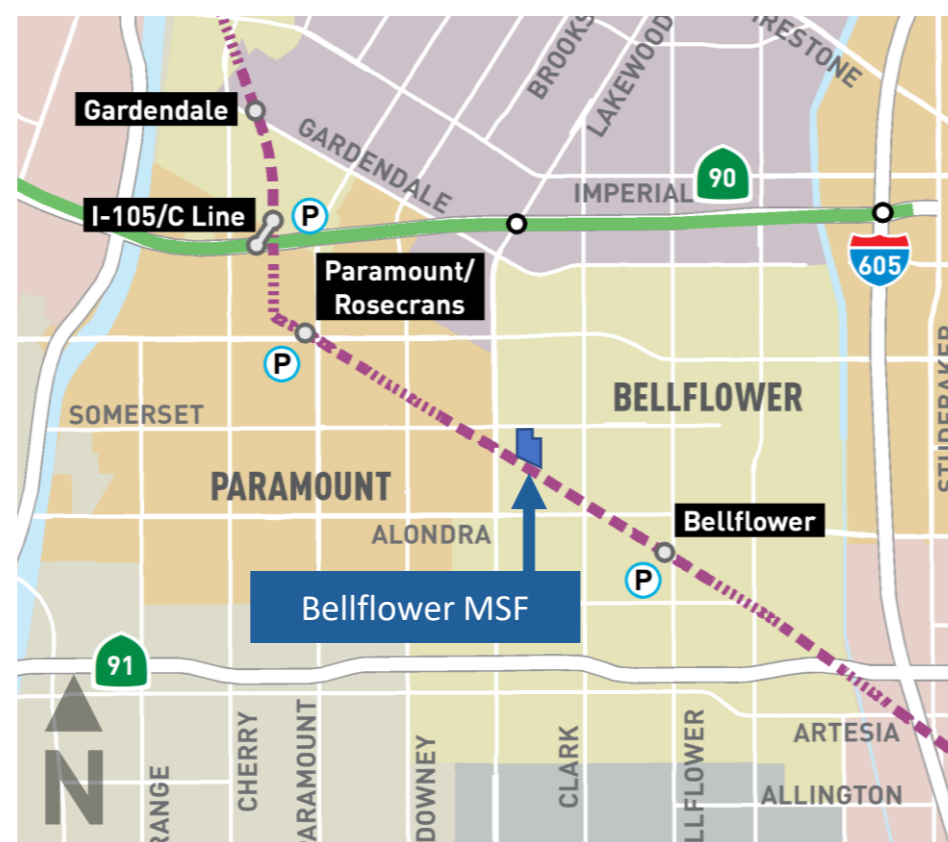 BROOKS
LAKEWOOD
IRESTONE
Gardendale
GARDENDALE
IMPERIAL
90
I-105/C Line
P
605
Paramount/
Rosecrans
P
STUDEBAKER
BELLFLOWER
SOMERSET
PARAMOUNT
ALONDRA
Bellflower
P
Bellflower MSF
91
N
RANGE
CHERRY
PARAMOUNT
DOWNEY
CLARK
LLFLOWER
ARTESIA
ALLINGTON